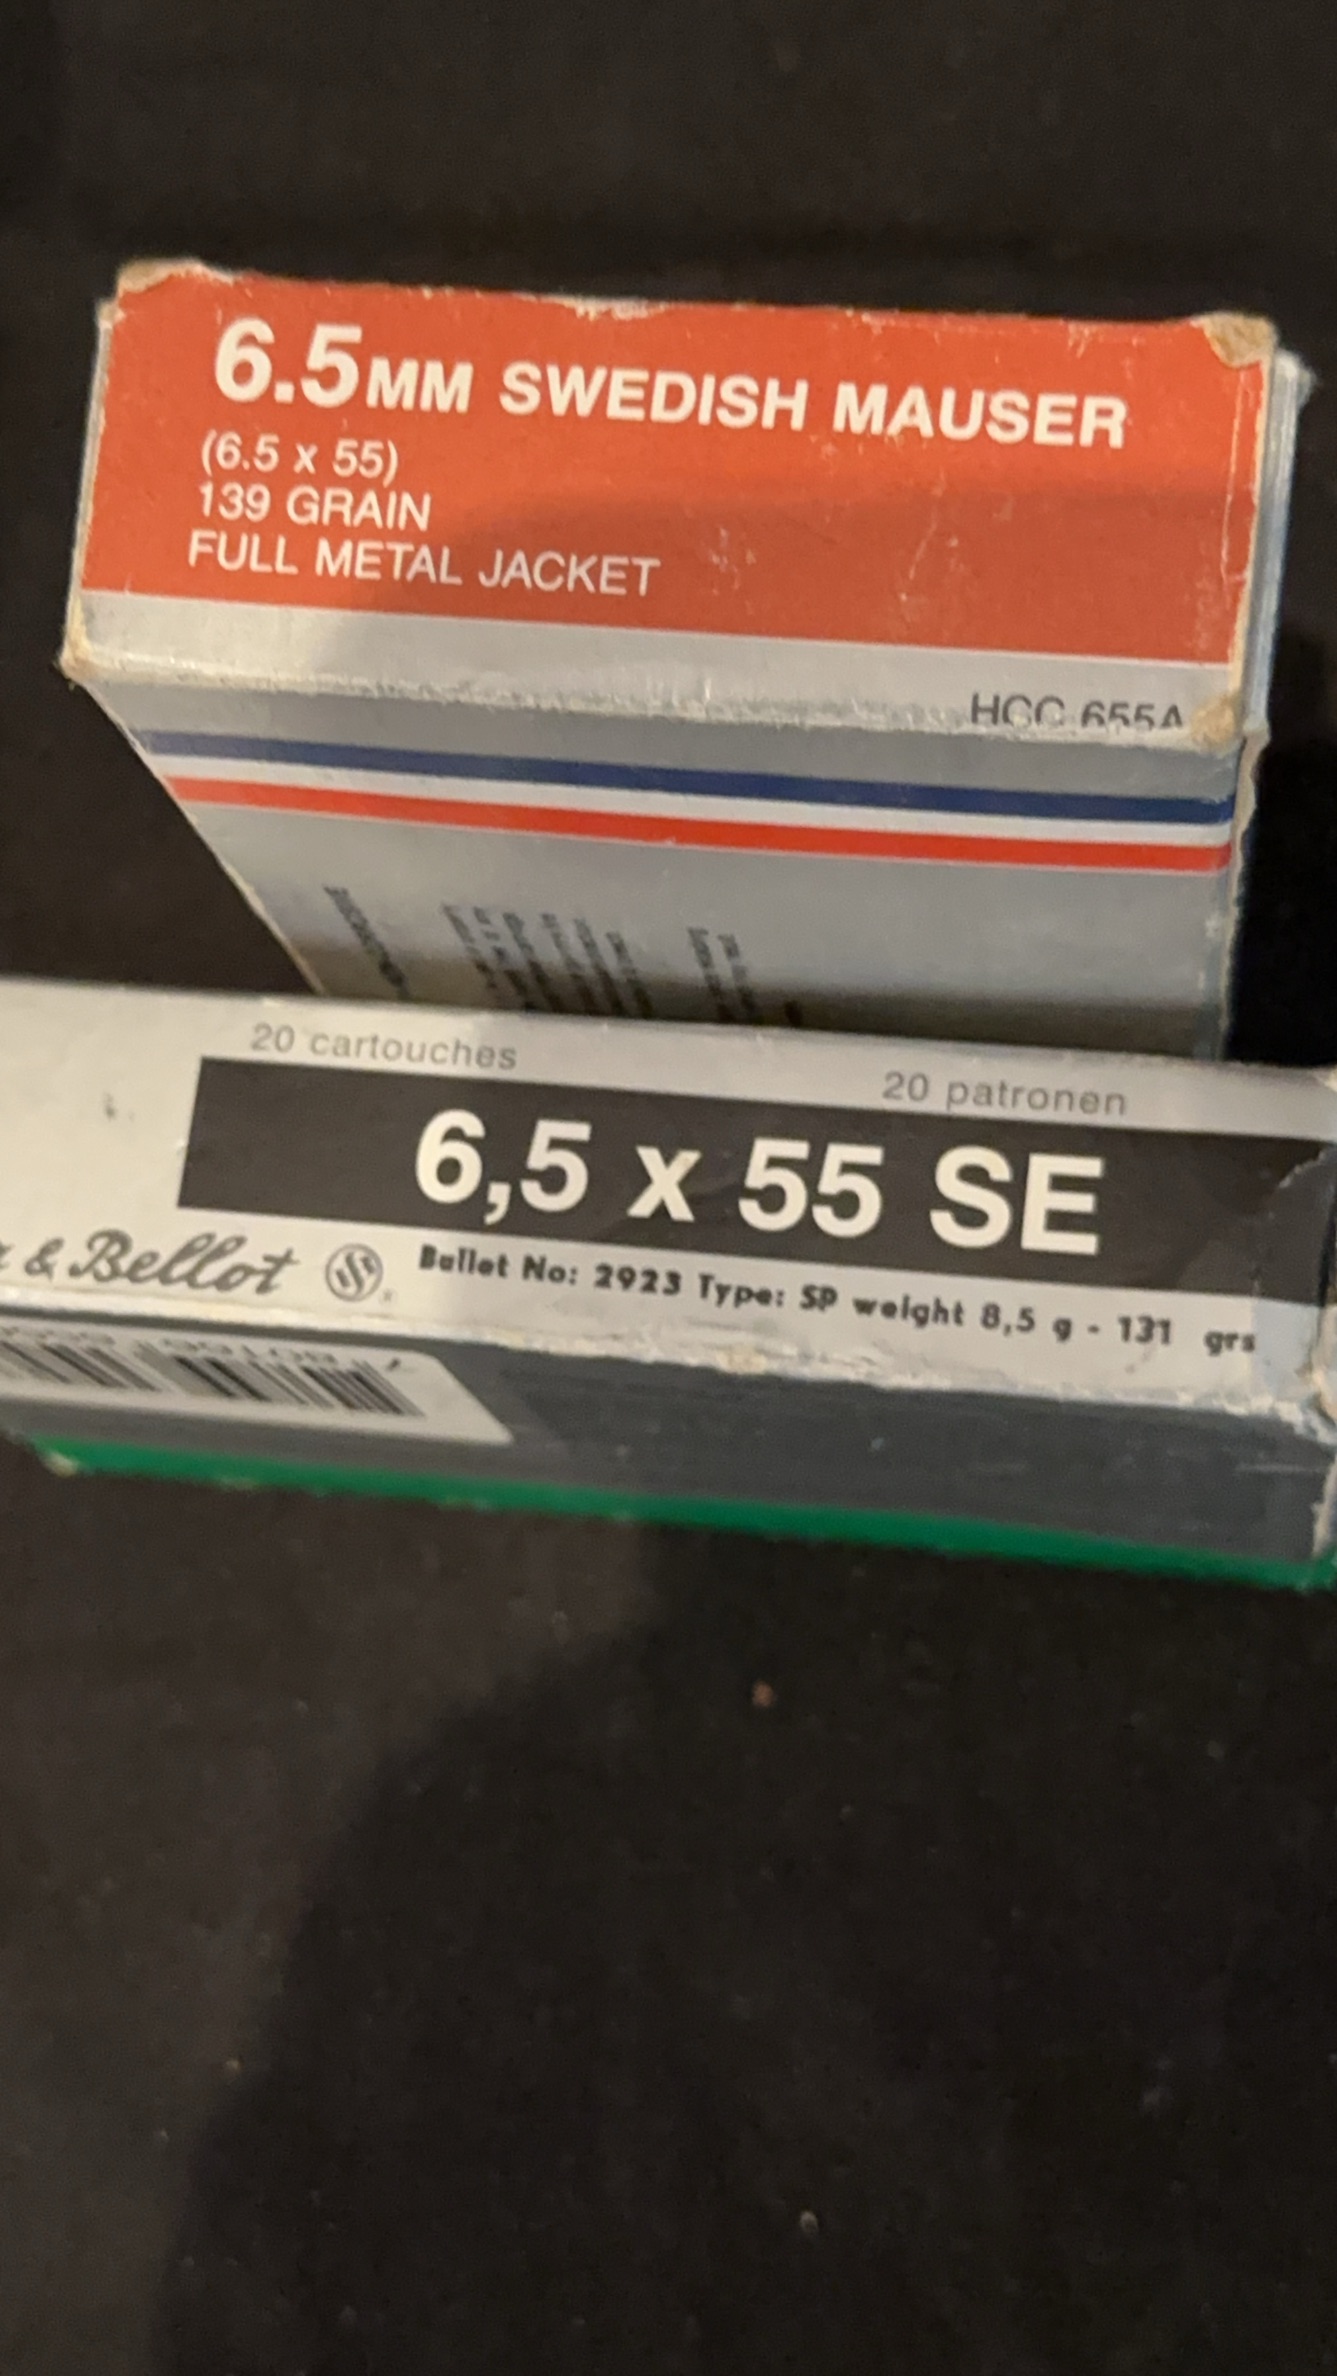 6.5MM SWEDISH MAUSER
(6.5 x 55)
139 GRAIN
FULL METAL JACKET
HCC 655A
20 cartouches
20 patronen
6,5 x 55 SE
& Bellot
Bullet No: 2923 Type: SP weight 8,5 g - 131 grs